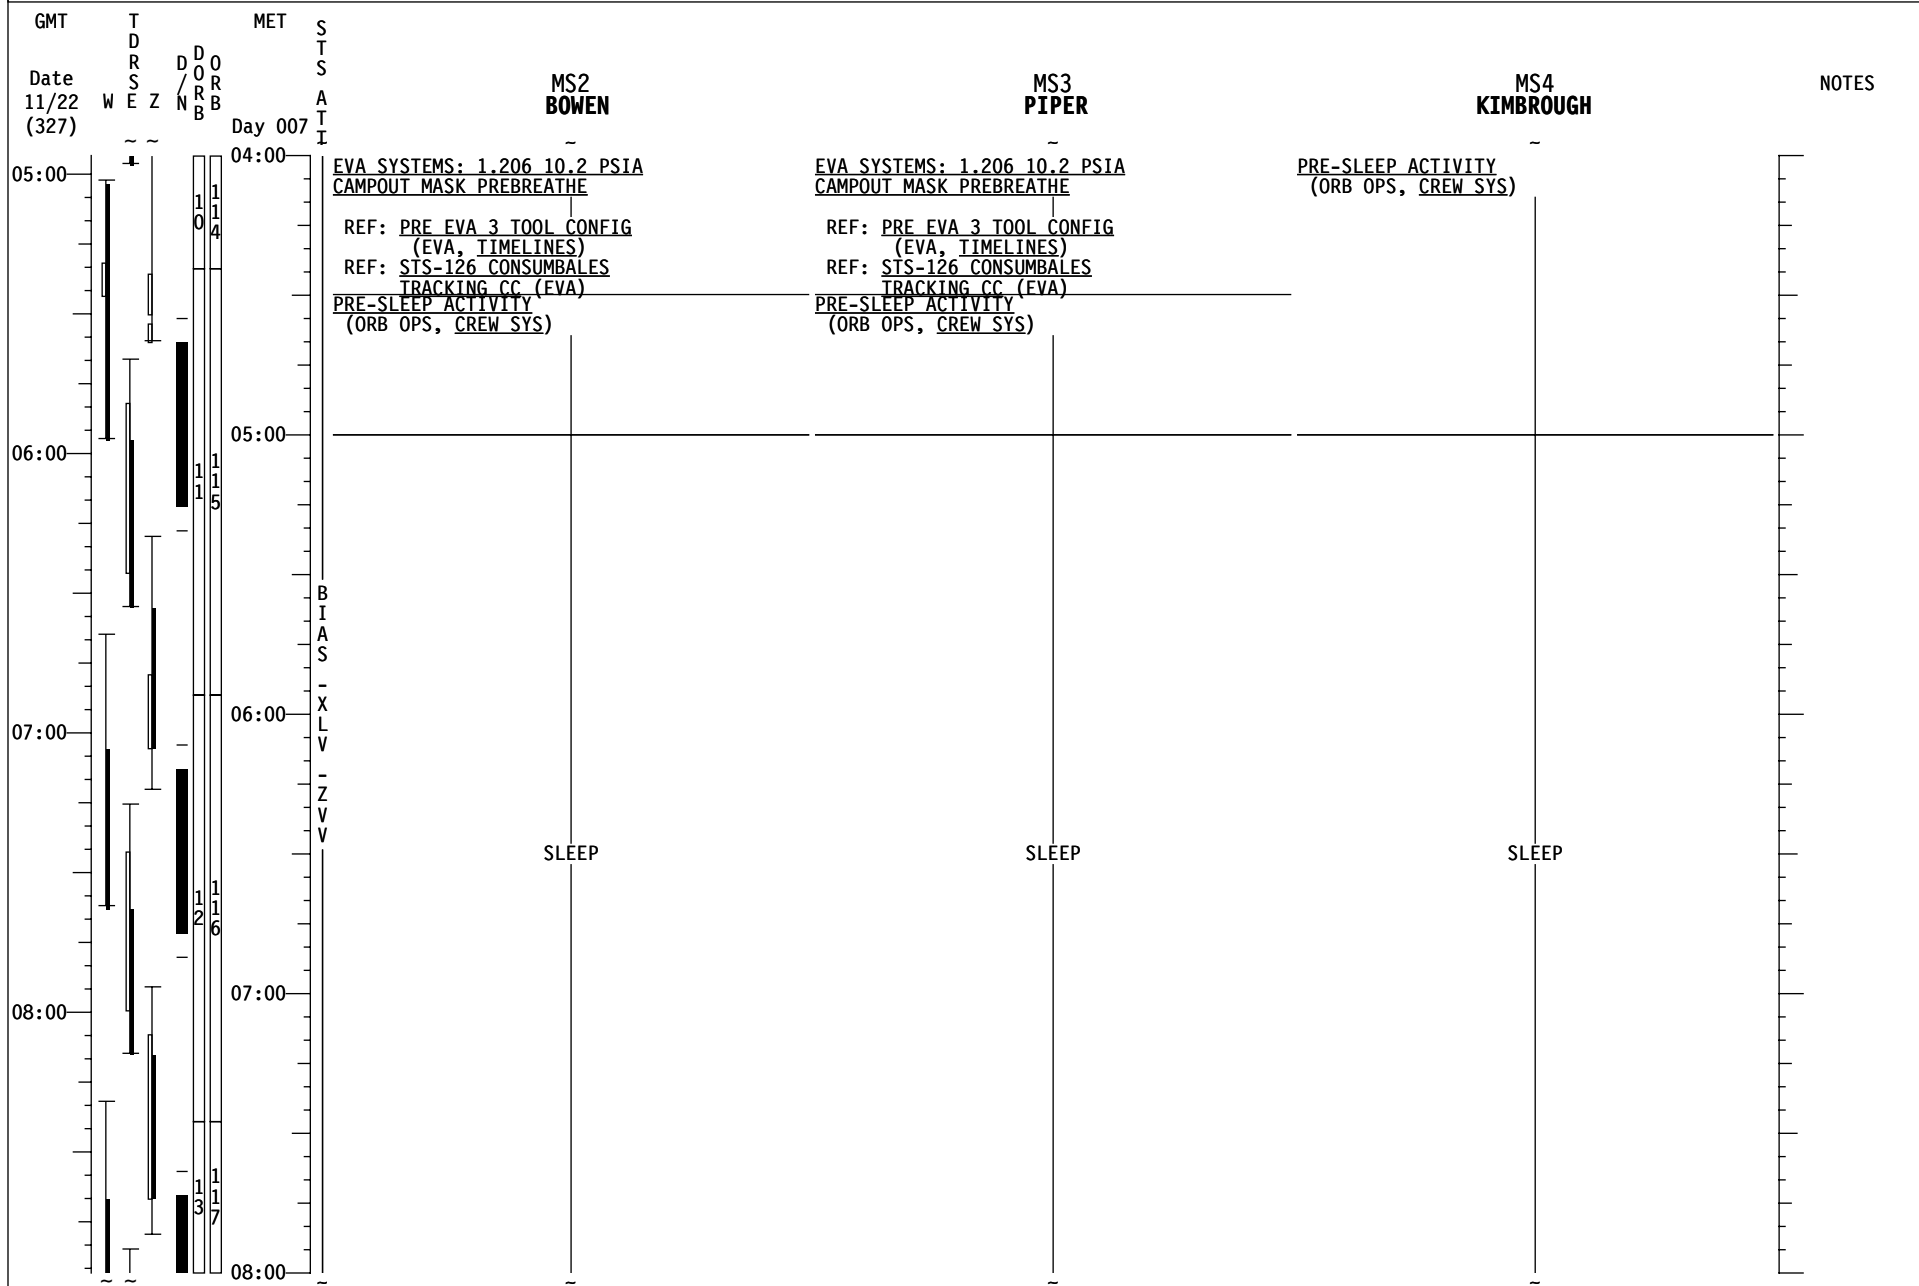 GMT
Date
11/22
(327)
TDRS
W E Z
D/N
DORB
ORB
MET
Day 007
STS ATT
MS2
BOWEN
MS3
PIPER
MS4
KIMBROUGH
NOTES
~ ~ ~ ~ ~ ~
04:00
05:00
EVA SYSTEMS: 1.206 10.2 PSIA
CAMPOUT MASK PREBREATHE
REF: PRE EVA 3 TOOL CONFIG
(EVA, TIMELINES)
REF: STS-126 CONSUMBALES
TRACKING CC (EVA)
PRE-SLEEP ACTIVITY
(ORB OPS, CREW SYS)
EVA SYSTEMS: 1.206 10.2 PSIA
CAMPOUT MASK PREBREATHE
REF: PRE EVA 3 TOOL CONFIG
(EVA, TIMELINES)
REF: STS-126 CONSUMBALES
TRACKING CC (EVA)
PRE-SLEEP ACTIVITY
(ORB OPS, CREW SYS)
PRE-SLEEP ACTIVITY
(ORB OPS, CREW SYS)
10
114
05:00
06:00
11
115
BIAS -XLV -ZVV
06:00
07:00
SLEEP
SLEEP
SLEEP
12
116
07:00
08:00
13
117
08:00
~ ~ ~ ~ ~ ~